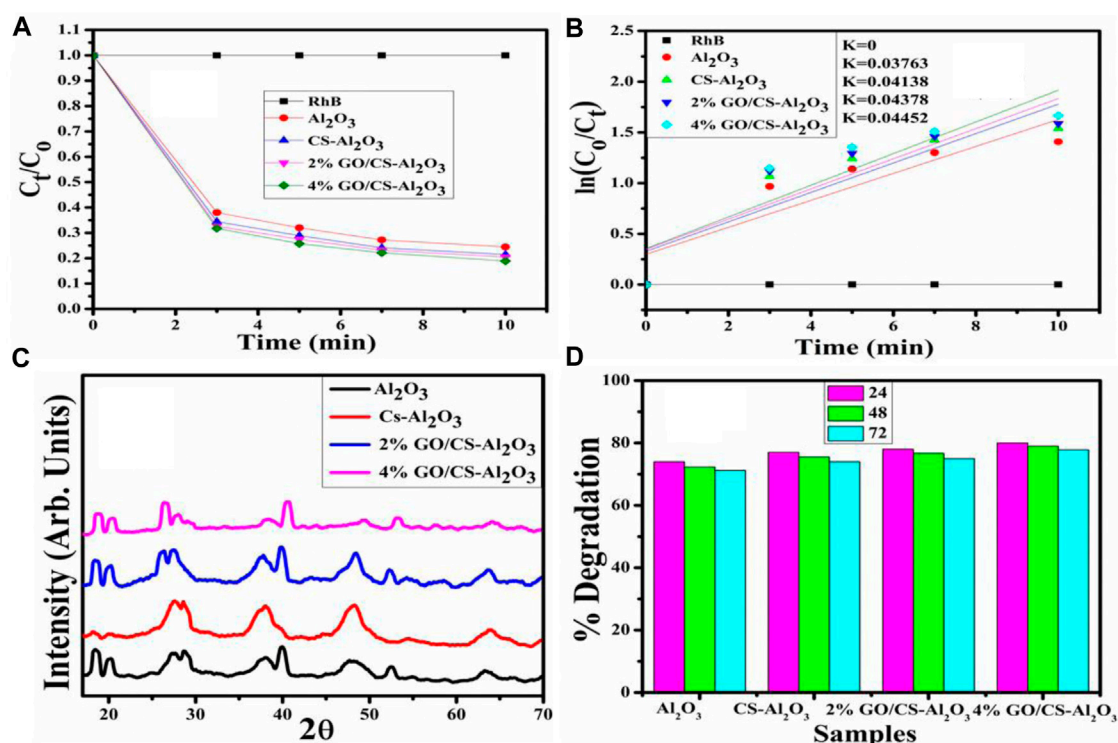 A
C_t/C_0
1.1
1.0
0.9
0.8
0.7
0.6
0.5
0.4
0.3
0.2
0.1
0.0
RhB
Al₂O₃
CS-Al₂O₃
2% GO/CS-Al₂O₃
4% GO/CS-Al₂O₃
0 2 4 6 8 10
Time (min)
B
ln(C₀/C_t)
2.5
2.0
1.5
1.0
0.5
0.0
RhB K=0
Al₂O₃ K=0.03763
CS-Al₂O₃ K=0.04138
2% GO/CS-Al₂O₃ K=0.04378
4% GO/CS-Al₂O₃ K=0.04452
0 2 4 6 8 10
Time (min)
C
Intensity (Arb. Units)
Al₂O₃
Cs-Al₂O₃
2% GO/CS-Al₂O₃
4% GO/CS-Al₂O₃
20 30 40 50 60 70
2θ
D
% Degradation
100
80
60
40
20
0
24
48
72
Al₂O₃ CS-Al₂O₃ 2% GO/CS-Al₂O₃ 4% GO/CS-Al₂O₃
Samples